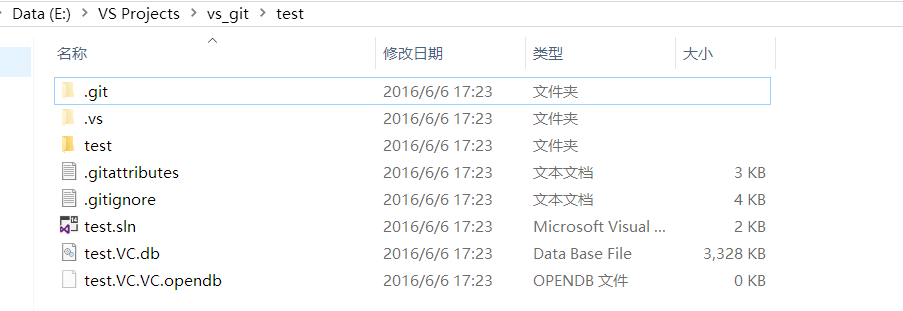 Data (E:) > VS Projects > vs_git > test
名称 修改日期 类型 大小
.git 2016/6/6 17:23 文件夹
.vs 2016/6/6 17:23 文件夹
test 2016/6/6 17:23 文件夹
.gitattributes 2016/6/6 17:23 文本文档 3 KB
.gitignore 2016/6/6 17:23 文本文档 4 KB
test.sln 2016/6/6 17:23 Microsoft Visual ... 2 KB
test.VC.db 2016/6/6 17:23 Data Base File 3,328 KB
test.VC.VC.opendb 2016/6/6 17:23 OPENDB 文件 0 KB